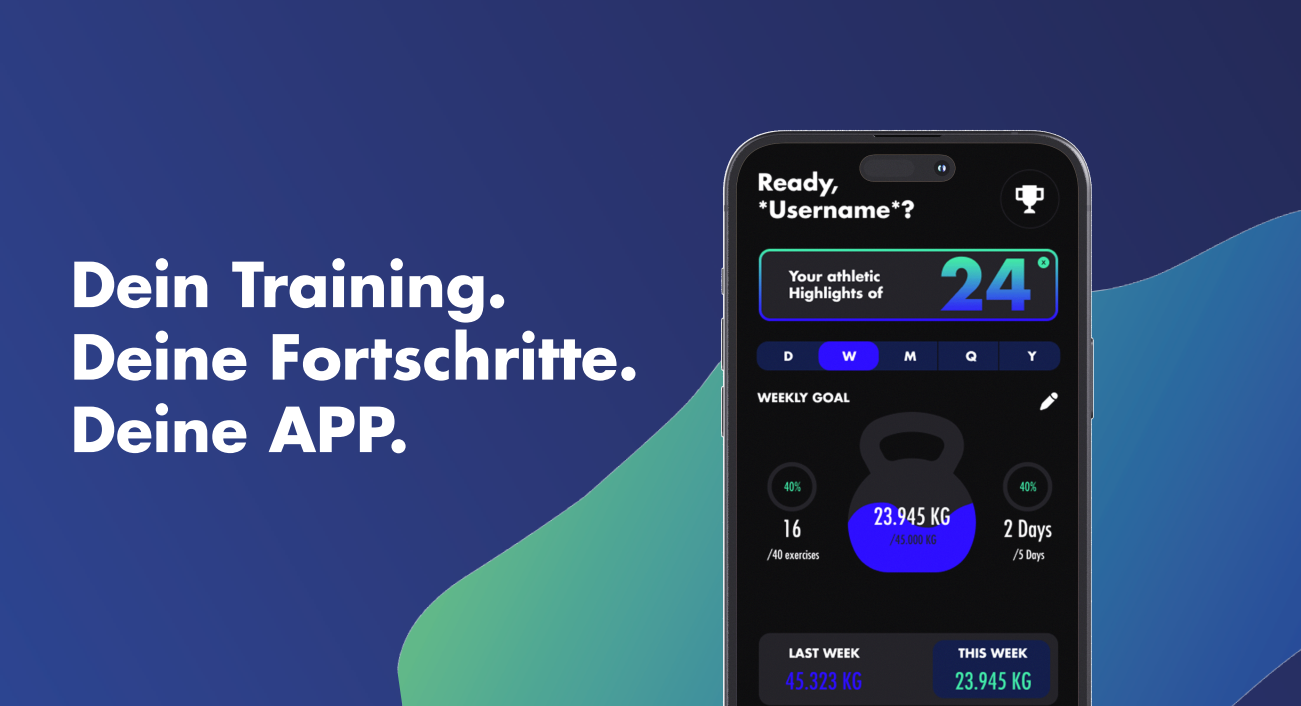 Dein Training.
Deine Fortschritte.
Deine APP.
Ready,
*Username*?
Your athletic
Highlights of
24
x
D W M Q Y
WEEKLY GOAL
40%
16
/40 exercises
23.945 KG
/45.000 KG
40%
2 Days
/5 Days
LAST WEEK
45.323 KG
THIS WEEK
23.945 KG